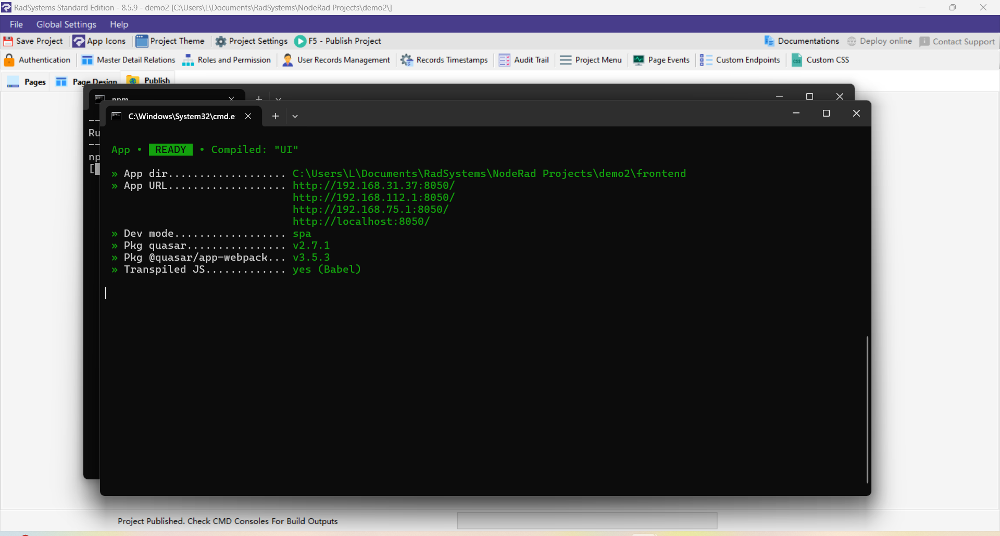 RadSystems Standard Edition - 8.5.9 - demo2 [C:\Users\L\Documents\RadSystems\NodeRad Projects\demo2\]
File Global Settings Help
Save Project App Icons Project Theme Project Settings F5 - Publish Project Documentations Deploy online Contact Support
Authentication Master Detail Relations Roles and Permission User Records Management Records Timestamps Audit Trail Project Menu Page Events Custom Endpoints Custom CSS
Pages Page Design Publish
npm
C:\Windows\System32\cmd.e
Ru
np
[
App • READY • Compiled: "UI"
» App dir................... C:\Users\L\Documents\RadSystems\NodeRad Projects\demo2\frontend
» App URL................... http://192.168.31.37:8050/
http://192.168.112.1:8050/
http://192.168.75.1:8050/
http://localhost:8050/
» Dev mode.................. spa
» Pkg quasar................ v2.7.1
» Pkg @quasar/app-webpack... v3.5.3
» Transpiled JS............. yes (Babel)
Project Published. Check CMD Consoles For Build Outputs